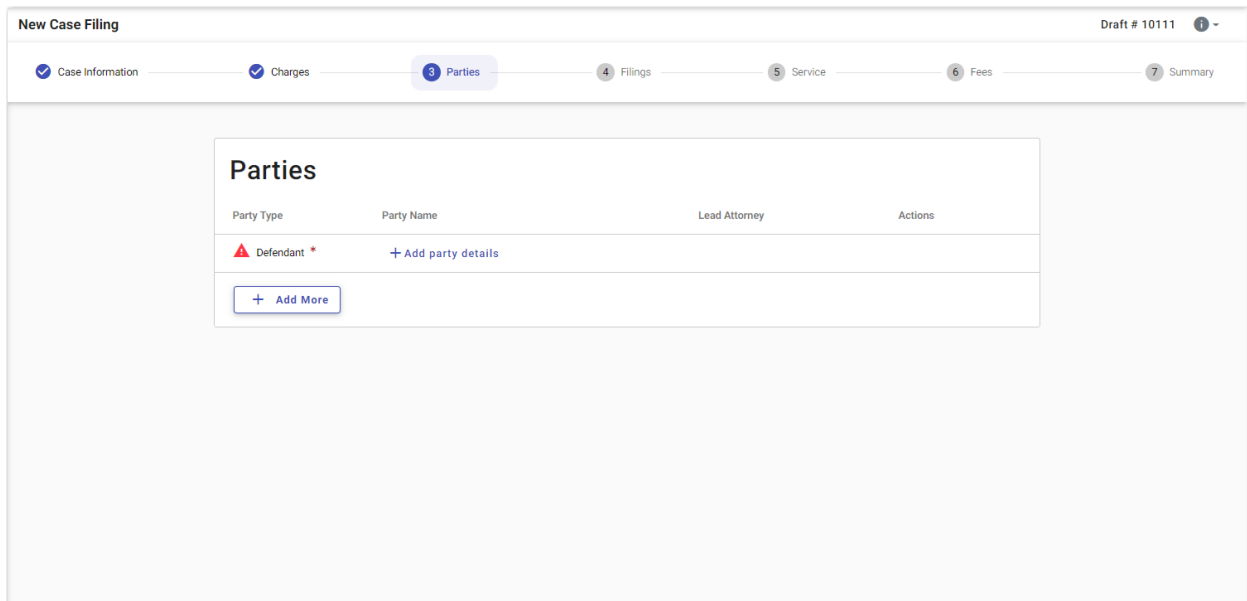 New Case Filing Draft # 10111
Case Information Charges 3 Parties 4 Filings 5 Service 6 Fees 7 Summary
Parties
Party Type Party Name Lead Attorney Actions
Defendant * + Add party details
+ Add More